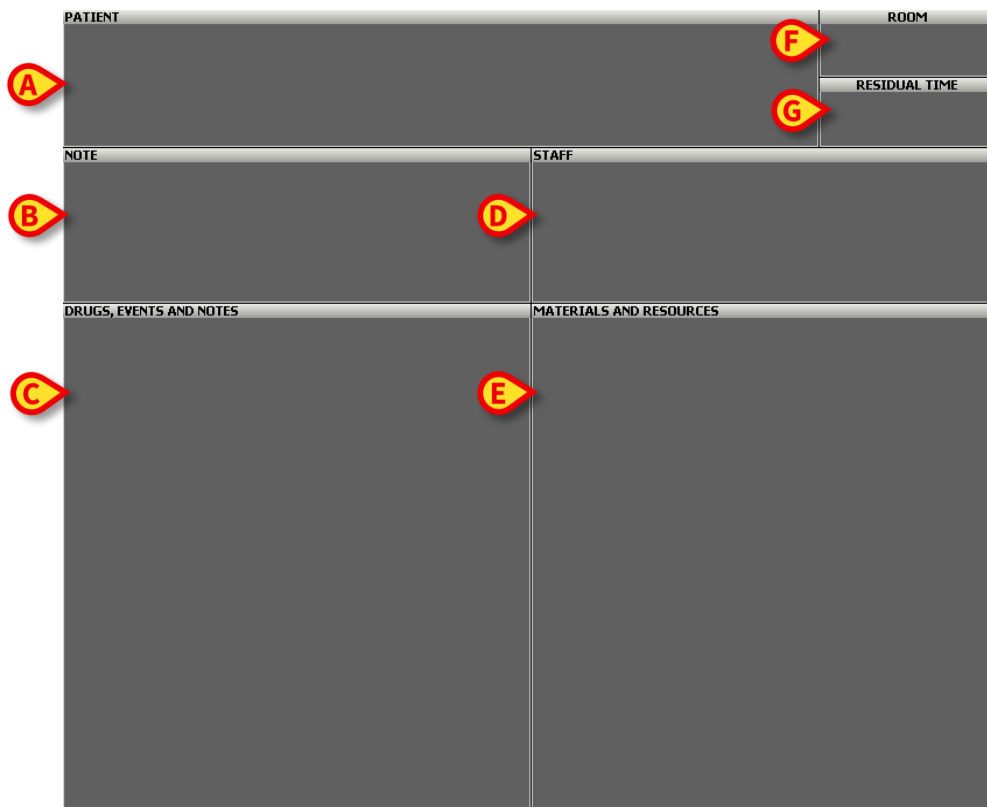 PATIENT
ROOM
F
A
RESIDUAL TIME
G
NOTE
STAFF
B
D
DRUGS, EVENTS AND NOTES
MATERIALS AND RESOURCES
C
E